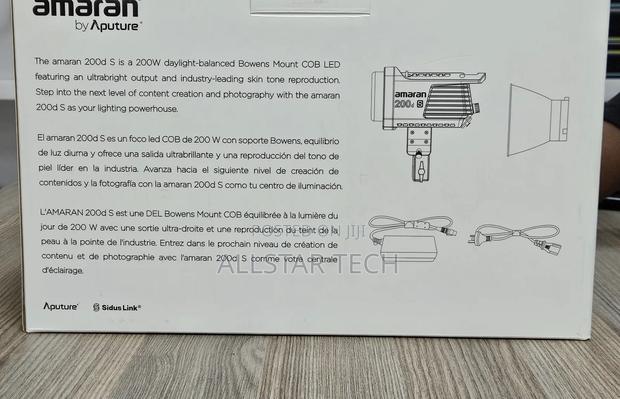 amaran
by Aputure®
The amaran 200d S is a 200W daylight-balanced Bowens Mount COB LED
featuring an ultrabright output and industry-leading skin tone reproduction.
Step into the next level of content creation and photography with the amaran
200d S as your lighting powerhouse.
El amaran 200d S es un foco led COB de 200 W con soporte Bowens, equilibrio
de luz diurna y ofrece una salida ultrabrillante y una reproducción del tono de
piel líder en la industria. Avanza hacia el siguiente nivel de creación de
contenidos y la fotografía con la amaran 200d S como tu centro de iluminación.
L'AMARAN 200d S est une DEL Bowens Mount COB équilibrée à la lumière du
jour de 200 W avec une sortie ultra-droite et une reproduction du teint de la
peau à la pointe de l'industrie. Entrez dans le prochain niveau de création de
contenu et de photographie avec l'amaran 200d S comme votre centrale
d'éclairage.
Aputure® Sidus Link®
amaran
200d S
POSTED ON JIJI
ALLSTAR TECH